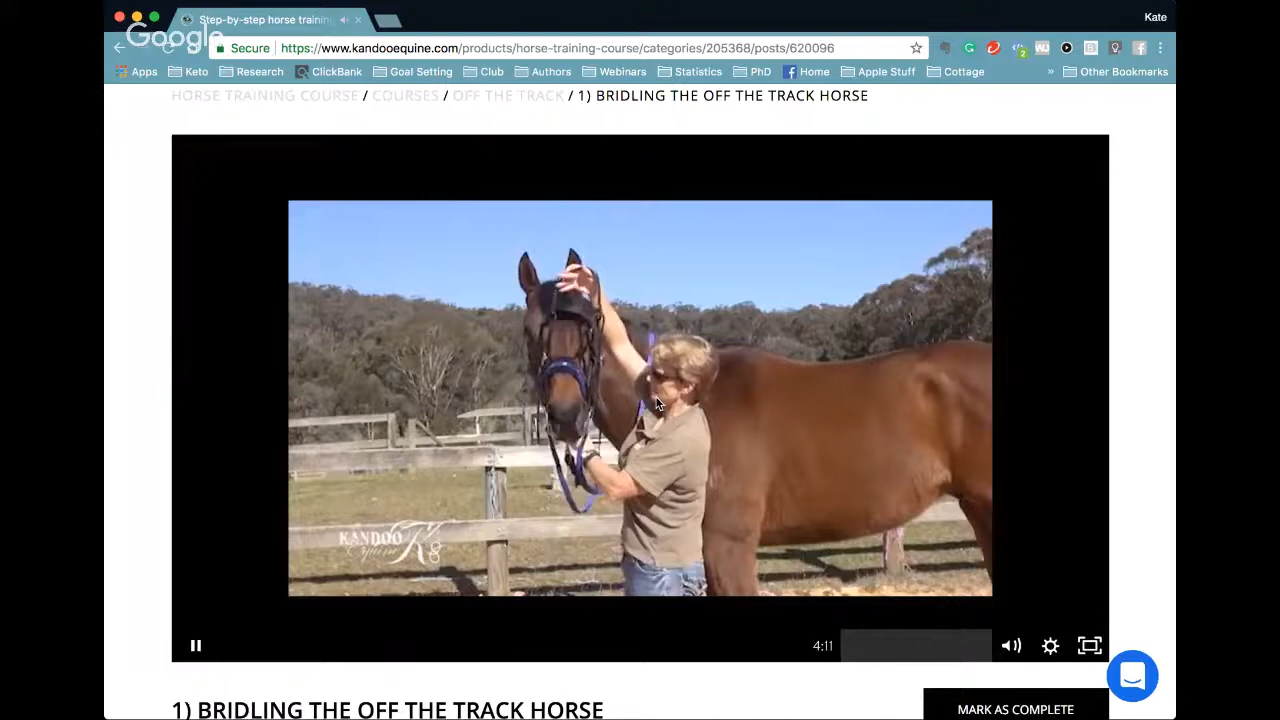 Step-by-step horse trainin
Kate
Google
Secure https://www.kandooequine.com/products/horse-training-course/categories/205368/posts/620096
Apps Keto Research ClickBank Goal Setting Club Authors Webinars Statistics PhD Home Apple Stuff Cottage » Other Bookmarks
HORSE TRAINING COURSE / COURSES / OFF THE TRACK / 1) BRIDLING THE OFF THE TRACK HORSE
KANDOO
Equine
4:11
1) BRIDLING THE OFF THE TRACK HORSE
MARK AS COMPLETE